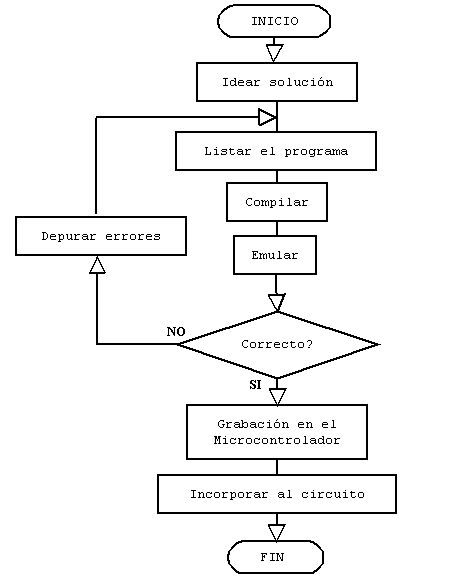 INICIO
Idear solución
Listar el programa
Compilar
Depurar errores
Emular
NO
Correcto?
SI
Grabación en el
Microcontrolador
Incorporar al circuito
FIN